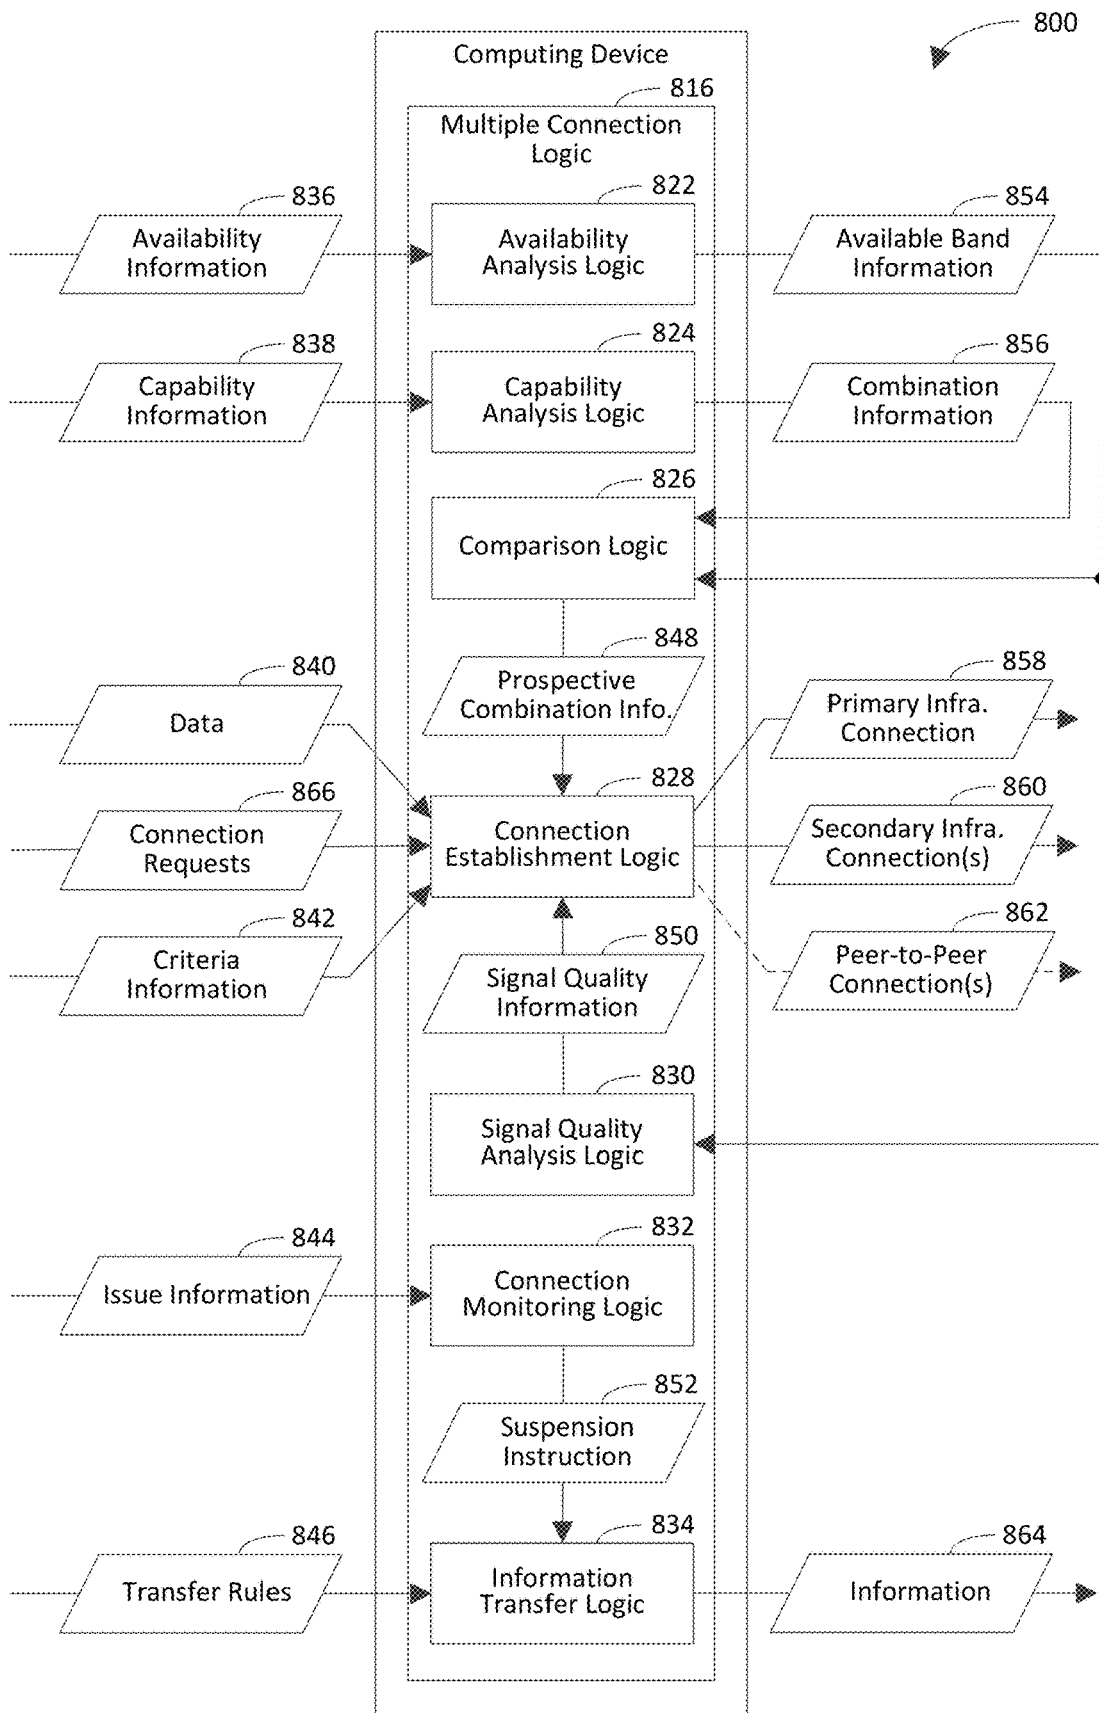 800
Computing Device
816
Multiple Connection
Logic
836
Availability
Information
822
Availability
Analysis Logic
854
Available Band
Information
838
Capability
Information
824
Capability
Analysis Logic
856
Combination
Information
826
Comparison Logic
848
Prospective
Combination Info.
840
Data
858
Primary Infra.
Connection
866
Connection
Requests
828
Connection
Establishment Logic
860
Secondary Infra.
Connection(s)
842
Criteria
Information
850
Signal Quality
Information
862
Peer-to-Peer
Connection(s)
830
Signal Quality
Analysis Logic
844
Issue Information
832
Connection
Monitoring Logic
852
Suspension
Instruction
846
Transfer Rules
834
Information
Transfer Logic
864
Information